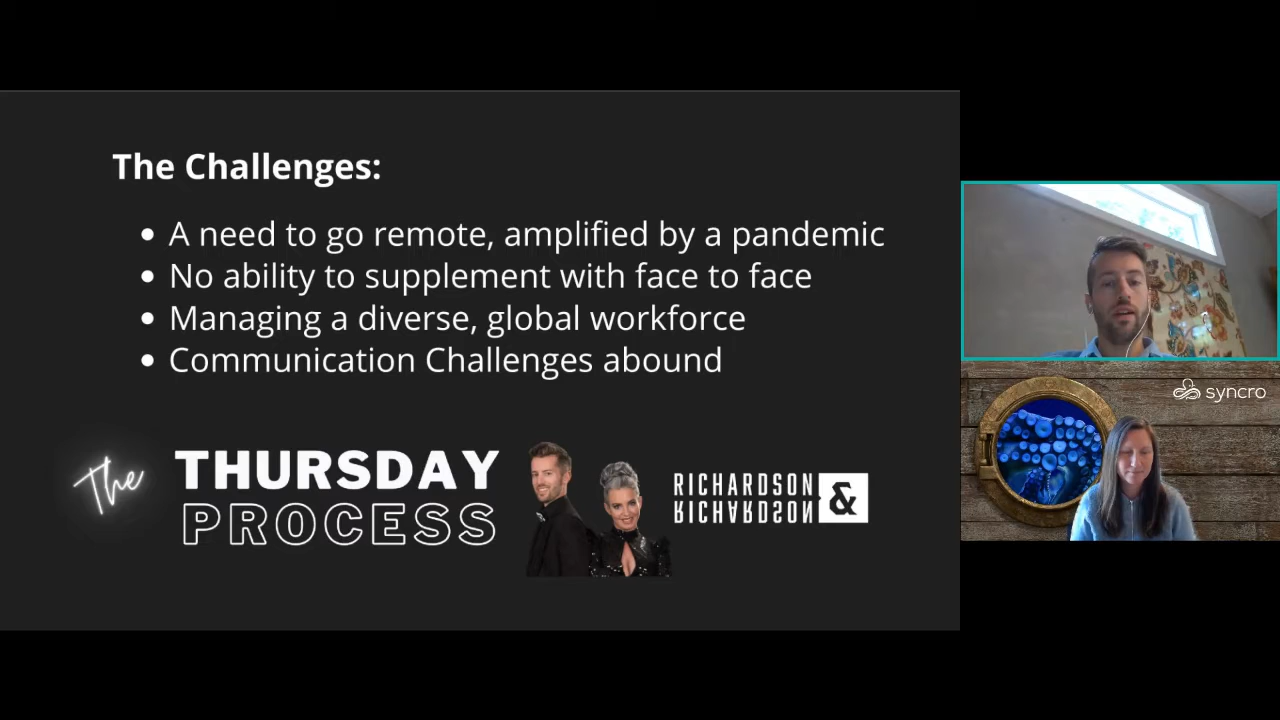 The Challenges:
A need to go remote, amplified by a pandemic
No ability to supplement with face to face
Managing a diverse, global workforce
Communication Challenges abound
The
THURSDAY
PROCESS
RICHARDSON
RICHARDSON
&
syncro